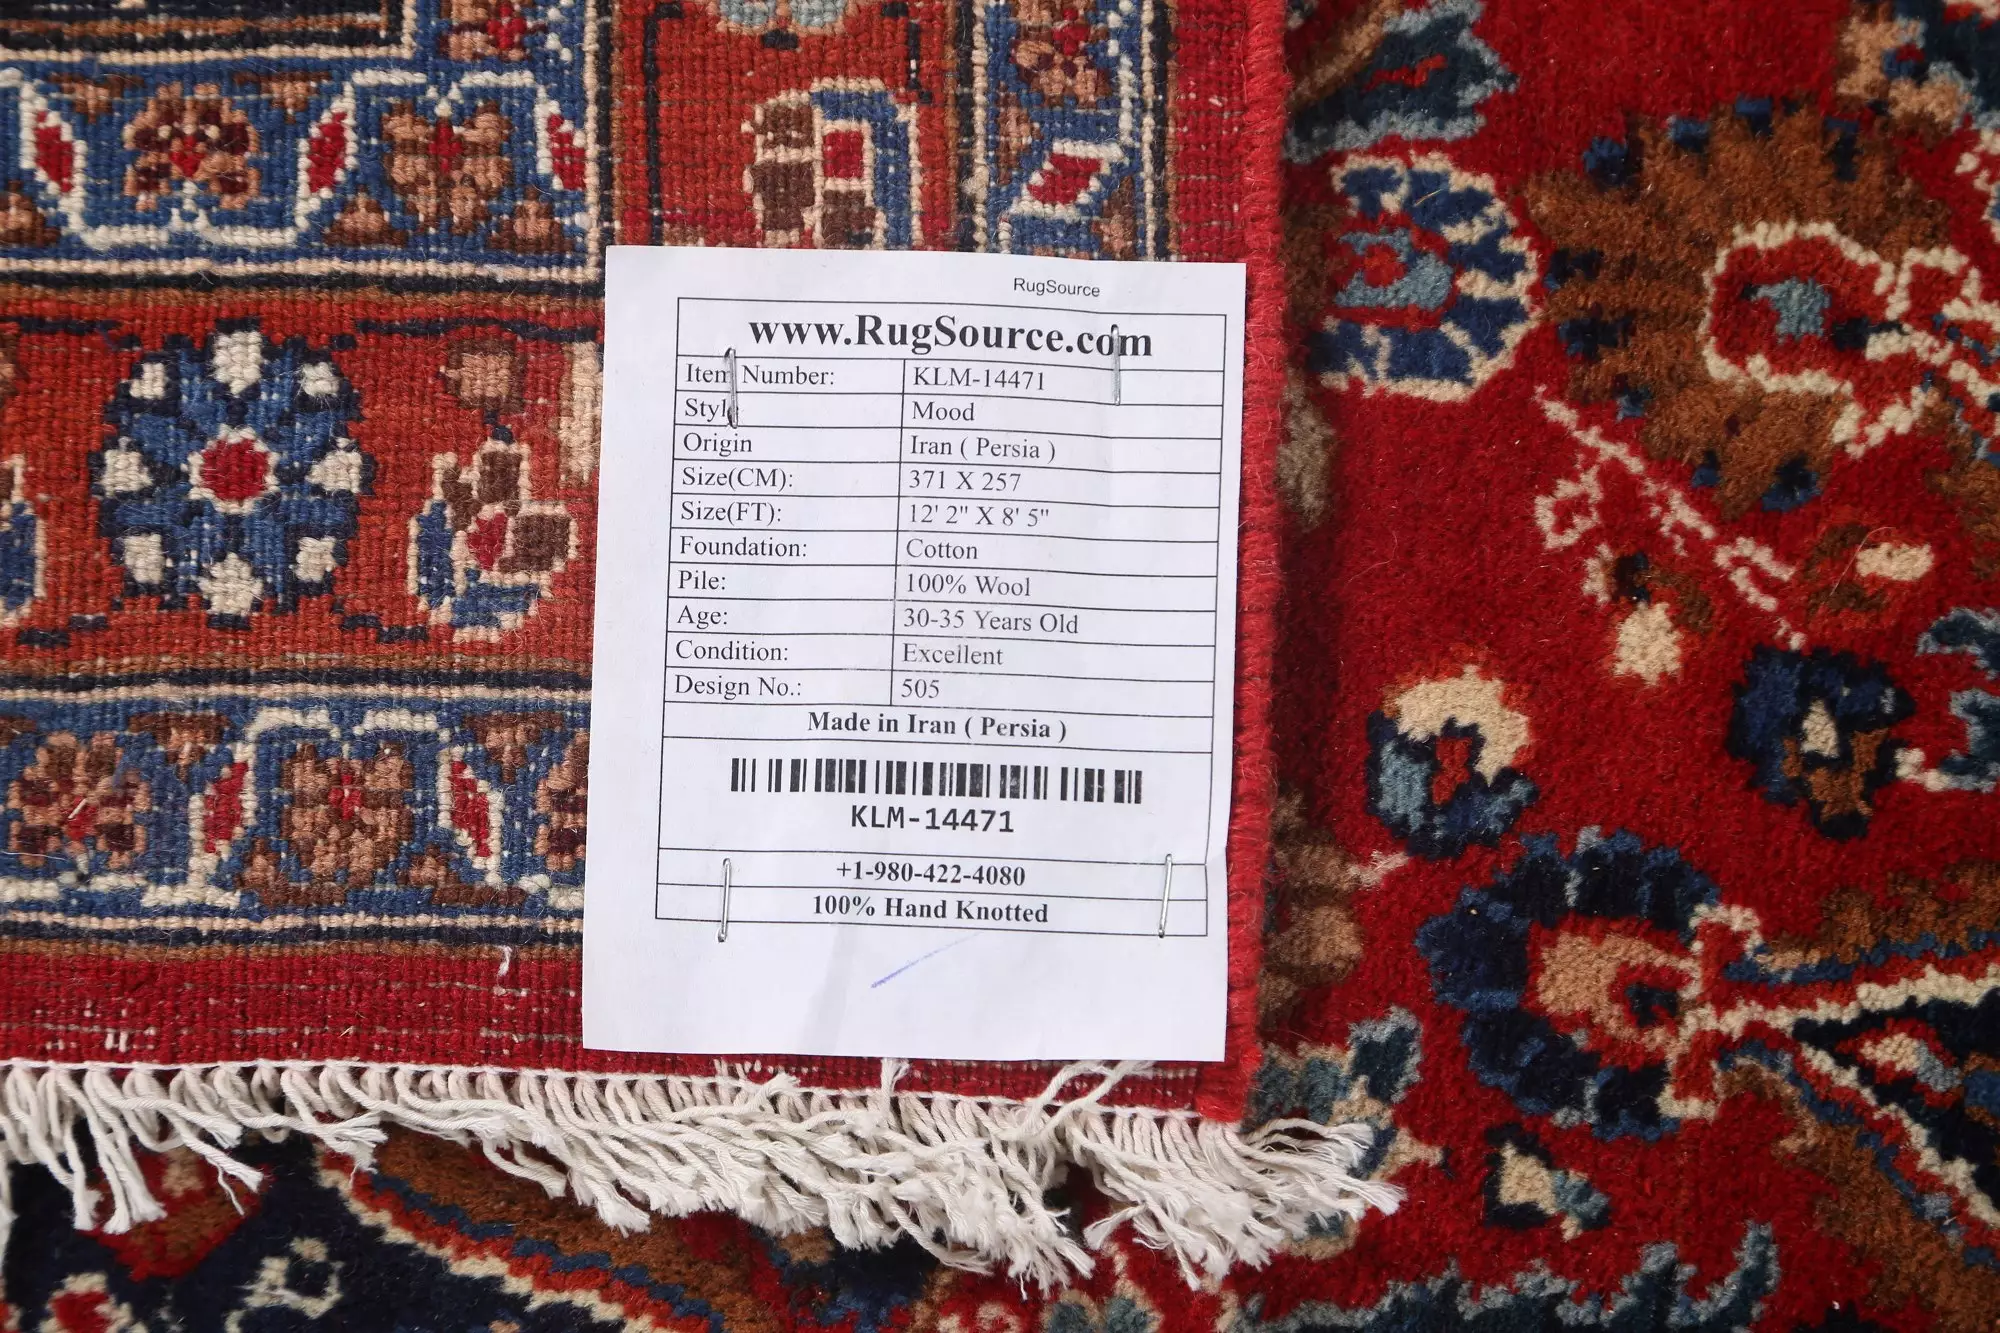 RugSource
www.RugSource.com
Item Number: KLM-14471
Style Mood
Origin Iran ( Persia )
Size(CM): 371 X 257
Size(FT): 12' 2" X 8' 5"
Foundation: Cotton
Pile: 100% Wool
Age: 30-35 Years Old
Condition: Excellent
Design No.: 505
Made in Iran ( Persia )
KLM-14471
+1-980-422-4080
100% Hand Knotted